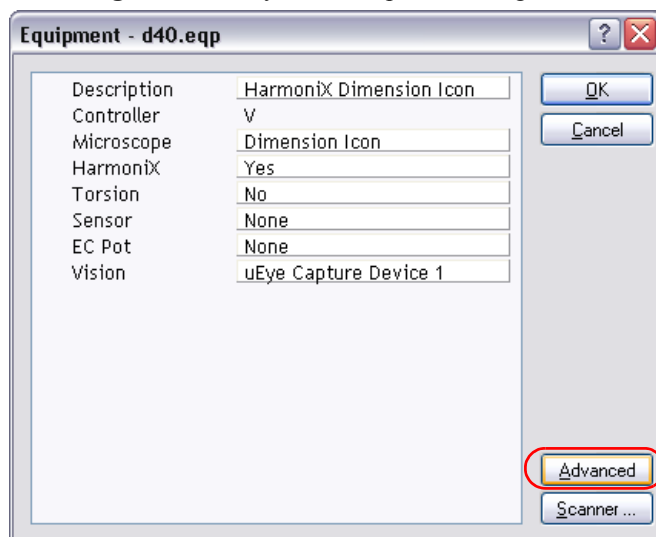 Equipment - d40.eqp
Description HarmoniX Dimension Icon
Controller V
Microscope Dimension Icon
HarmoniX Yes
Torsion No
Sensor None
EC Pot None
Vision uEye Capture Device 1
OK
Cancel
Advanced
Scanner ...